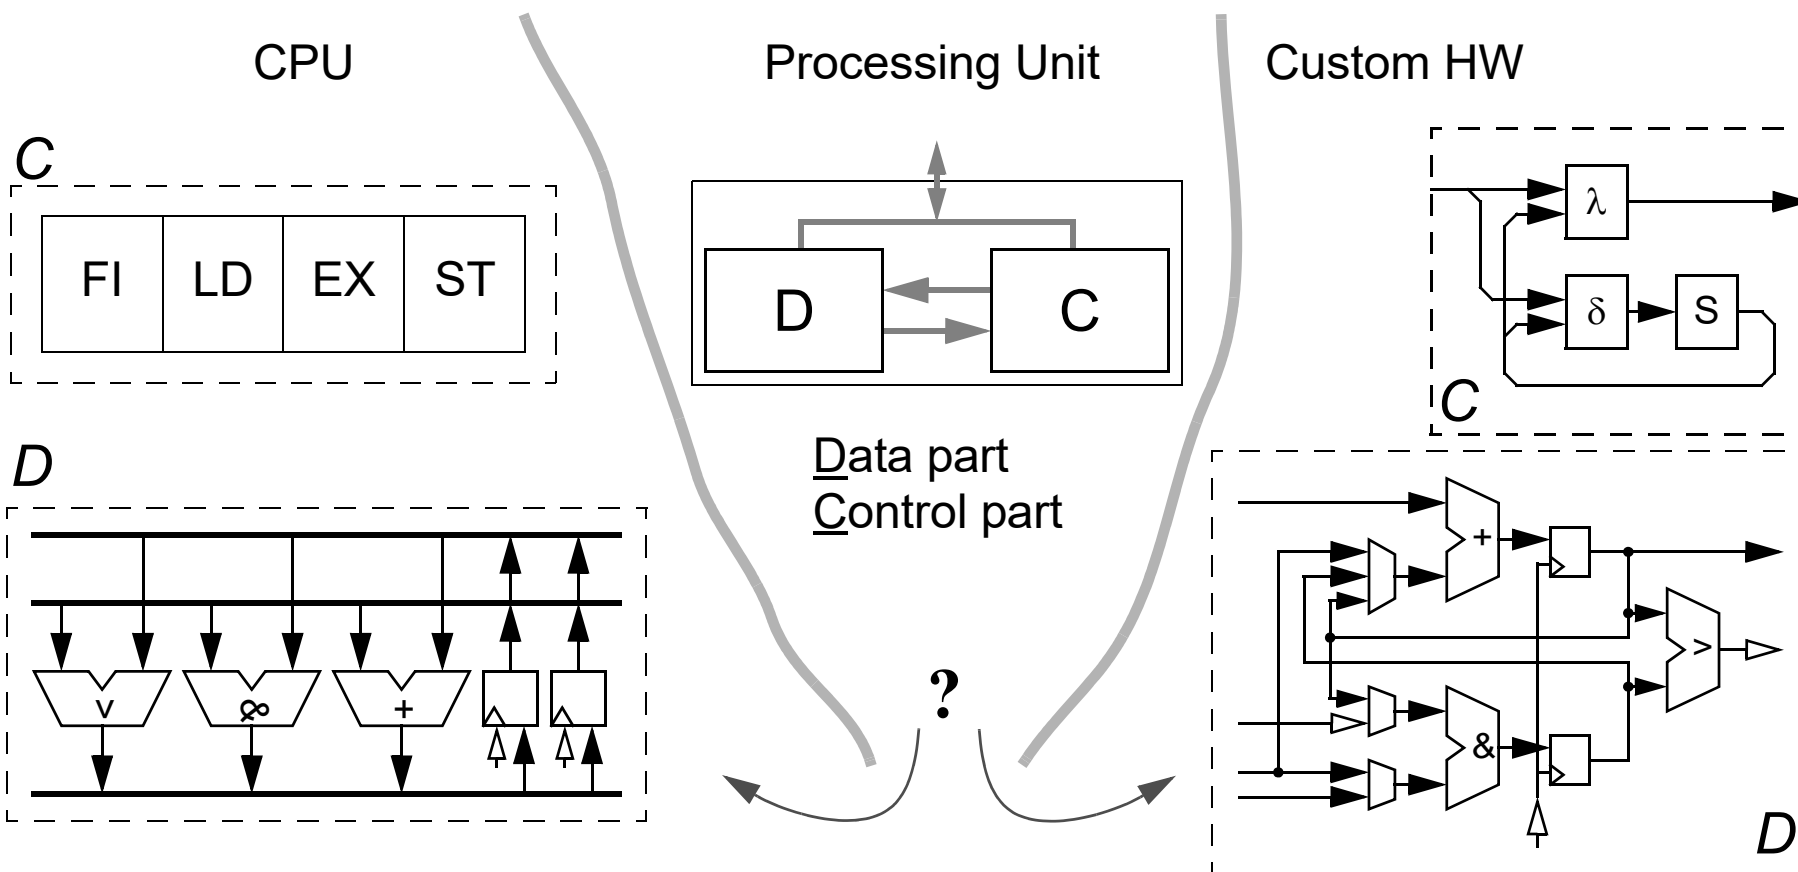 CPU
Processing Unit
Custom HW
C
FI LD EX ST
D C
λ
δ S
C
D
Data part
Control part
+
>
&
?
> & +
D